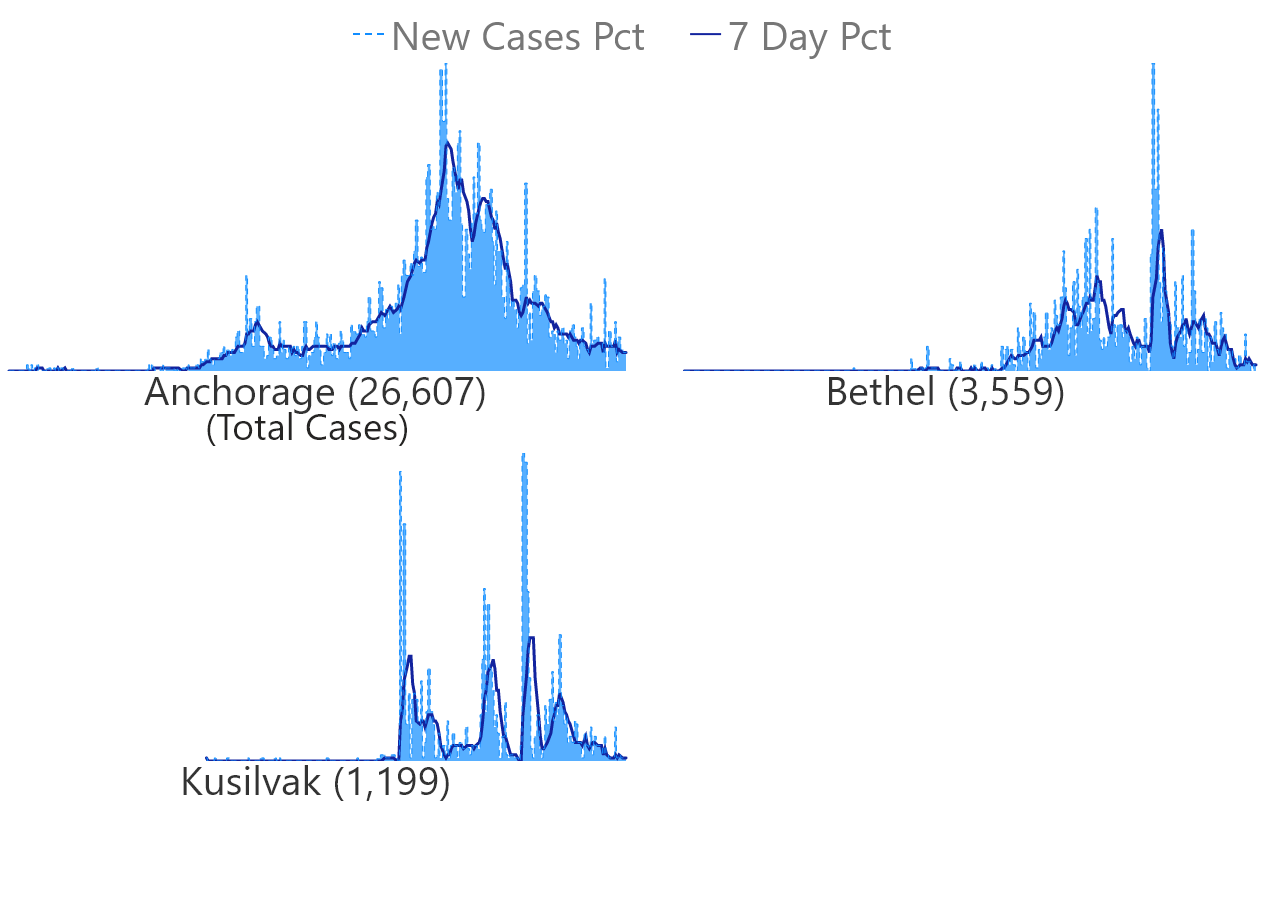 New Cases Pct 7 Day Pct
Anchorage (26,607) Bethel (3,559)
(Total Cases)
Kusilvak (1,199)